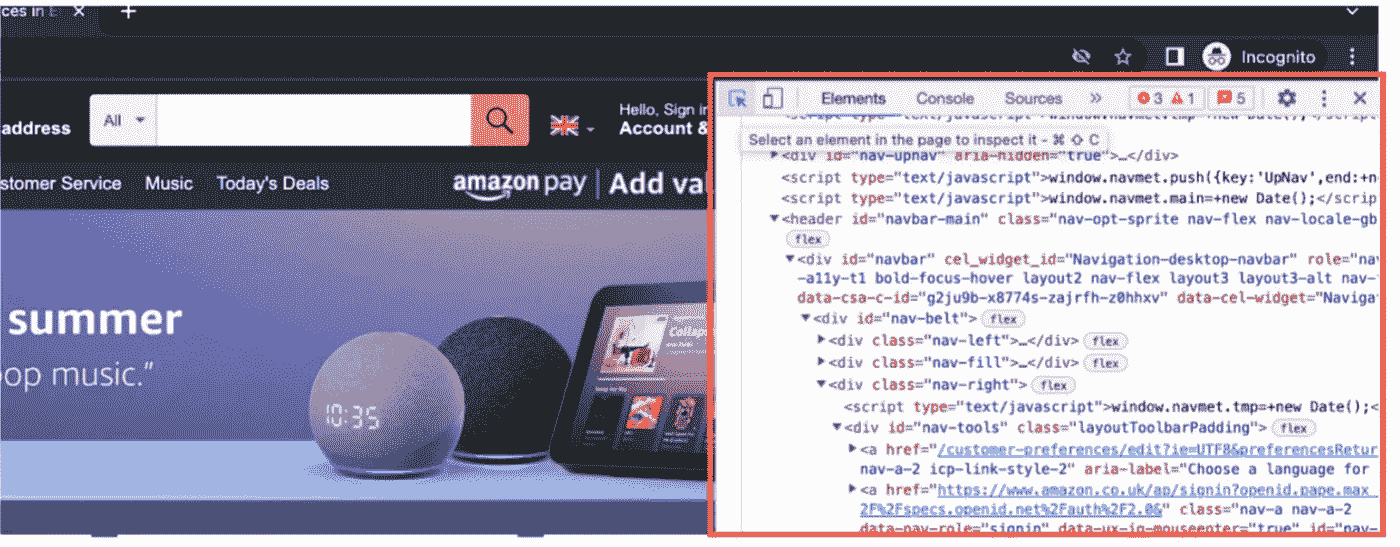 ces in E
Incognito
address
All
Hello, Sign in
Account &
stomer Service Music Today's Deals
amazon pay Add val
summer
pop music.”
10:35
Elements Console Sources » 3 1 5
Select an element in the page to inspect it - ⌘ ⇧ C
<div id="nav-upnav" aria-hidden="true">…</div>
<script type="text/javascript">window.navmet.push({key:'UpNav',end:+n
<script type="text/javascript">window.navmet.main=+new Date();</scrip
<header id="navbar-main" class="nav-opt-sprite nav-flex nav-locale-gb
flex
<div id="navbar" cel_widget_id="Navigation-desktop-navbar" role="nav
-a11y-t1 bold-focus-hover layout2 nav-flex layout3 layout3-alt nav-
data-csa-c-id="g2ju9b-x8774s-zajrfh-z0hhxv" data-cel-widget="Naviga
<div id="nav-belt"> flex
<div class="nav-left">…</div> flex
<div class="nav-fill">…</div> flex
<div class="nav-right"> flex
<script type="text/javascript">window.navmet.tmp=+new Date();<
<div id="nav-tools" class="layoutToolbarPadding"> flex
<a href="/customer-preferences/edit?ie=UTF8&preferencesRetur
nav-a-2 icp-link-style-2" aria-label="Choose a language for
<a href="https://www.amazon.co.uk/ap/signin?openid.pape.max_
2F%2Fspecs.openid.net%2Fauth%2F2.0&" class="nav-a nav-a-2
data-nav-role="signin" data-ux-jq-mouseenter="true" id="nav-